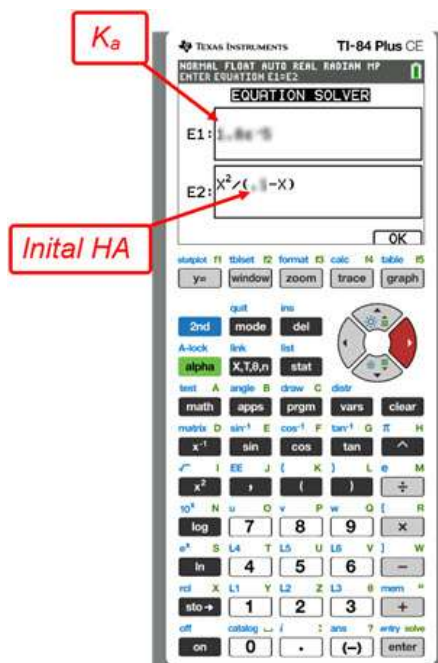 Ka
TEXAS INSTRUMENTS TI-84 Plus CE
NORMAL FLOAT AUTO REAL RADIAN MP
ENTER EQUATION E1=E2
EQUATION SOLVER
E1:
E2: X²/( -X)
Inital HA
OK
statplot f1 tblset f2 format f3 calc f4 table f5
y= window zoom trace graph
quit ins
2nd mode del
A-lock link list
alpha X,T,θ,n stat
test A angle B draw C distr
math apps prgm vars clear
matrix D sin⁻¹ E cos⁻¹ F tan⁻¹ G π H
x⁻¹ sin cos tan ^
√ I EE J { K } L e M
x² , ( ) ÷
10ˣ N u O v P w Q [ R
log 7 8 9 ×
eˣ S L4 T L5 U L6 V ] W
ln 4 5 6 −
rcl X L1 Y L2 Z L3 θ mem "
sto→ 1 2 3 +
off catalog i : ans ? entry solve
on 0 . (−) enter